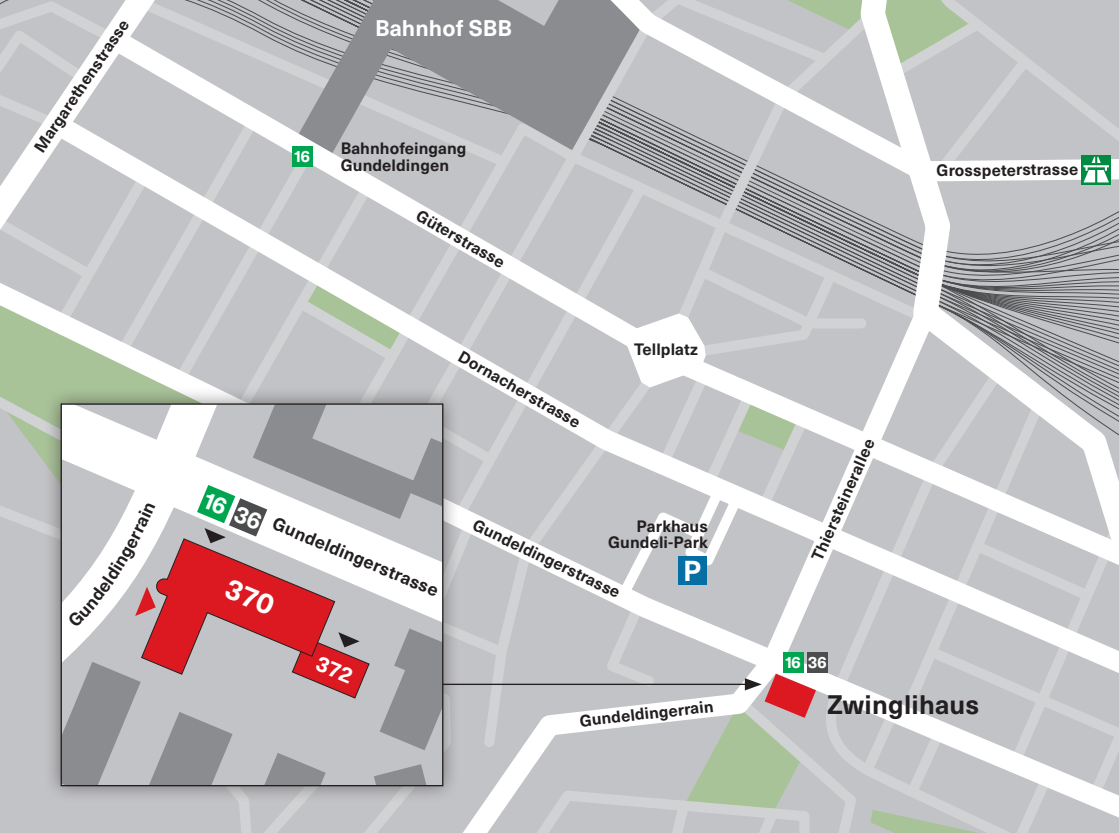 Bahnhof SBB
Margarethenstrasse
16
Bahnhofeingang
Gundeldingen
Grosspeterstrasse
Güterstrasse
Tellplatz
Dornacherstrasse
Thiersteinerallee
Parkhaus
Gundeli-Park
P
Gundeldingerstrasse
16 36
Zwinglihaus
Gundeldingerrain
16 36
Gundeldingerstrasse
Gundeldingerrain
370
372